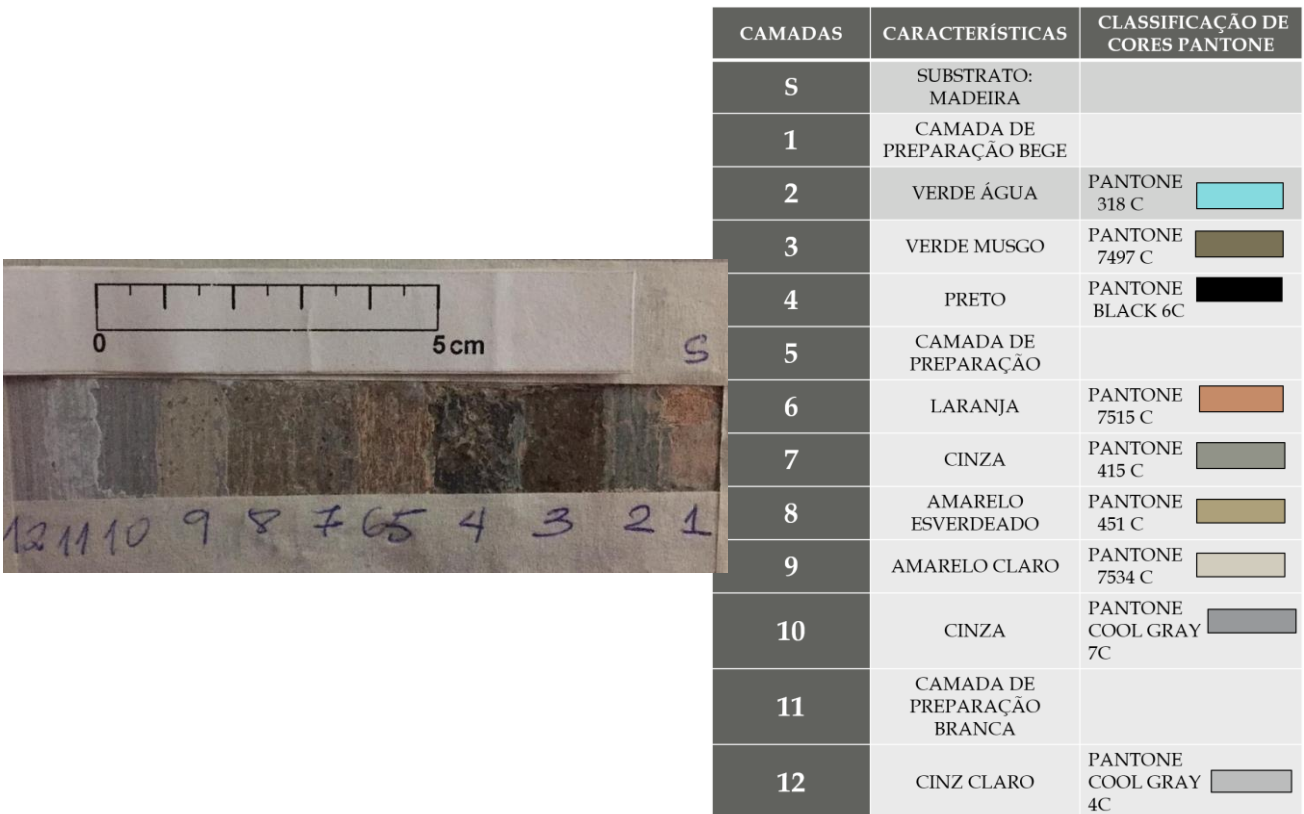 0 5 cm
S
12 11 10 9 8 7 6 5 4 3 2 1
CAMADAS CARACTERÍSTICAS CLASSIFICAÇÃO DE
CORES PANTONE
S SUBSTRATO:
MADEIRA
1 CAMADA DE
PREPARAÇÃO BEGE
2 VERDE ÁGUA PANTONE
318 C
3 VERDE MUSGO PANTONE
7497 C
4 PRETO PANTONE
BLACK 6C
5 CAMADA DE
PREPARAÇÃO
6 LARANJA PANTONE
7515 C
7 CINZA PANTONE
415 C
8 AMARELO
ESVERDEADO PANTONE
451 C
9 AMARELO CLARO PANTONE
7534 C
10 CINZA PANTONE
COOL GRAY
7C
11 CAMADA DE
PREPARAÇÃO
BRANCA
12 CINZ CLARO PANTONE
COOL GRAY
4C